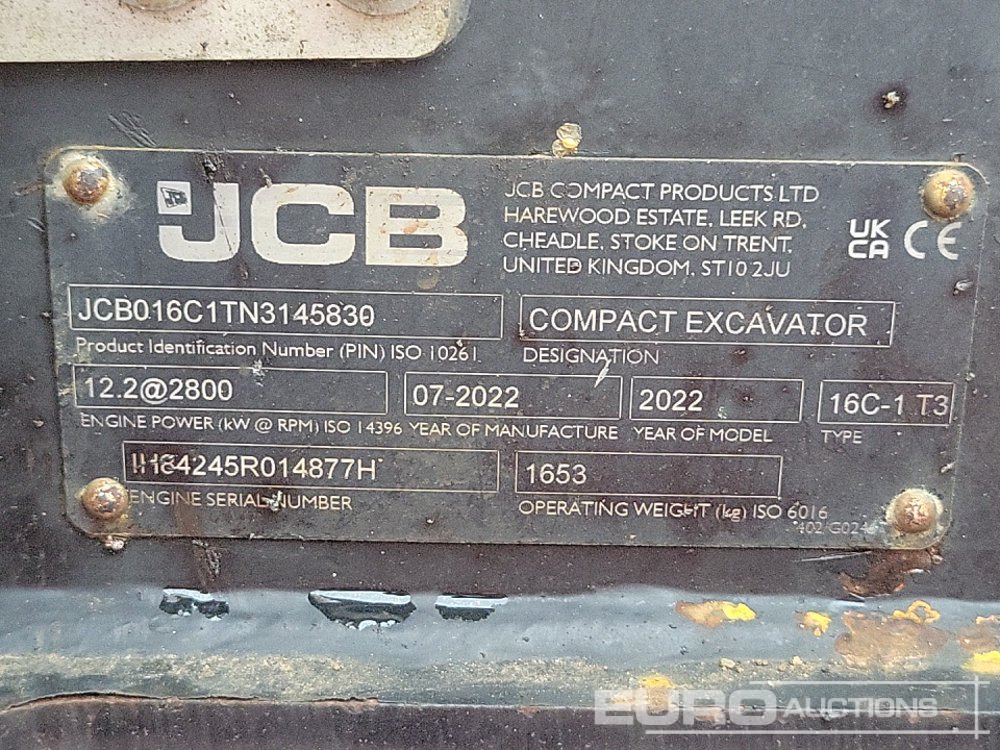 JCB
JCB COMPACT PRODUCTS LTD
HAREWOOD ESTATE, LEEK RD,
CHEADLE, STOKE ON TRENT,
UNITED KINGDOM. ST10 2JU
UK
CA
CE
JCB016C1TN3145830
Product Identification Number (PIN) ISO 10261
COMPACT EXCAVATOR
DESIGNATION
12.2@2800
ENGINE POWER (kW @ RPM) ISO 14396
07-2022
YEAR OF MANUFACTURE
2022
YEAR OF MODEL
16C-1 T3
TYPE
ENGINE SERIAL NUMBER
1653
OPERATING WEIGHT (kg) ISO 6016
EURO AUCTIONS